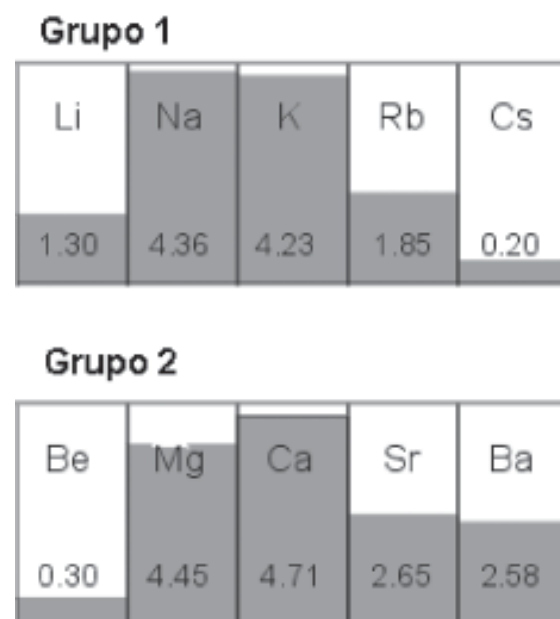 Grupo 1
Li Na K Rb Cs
1.30 4.36 4.23 1.85 0.20
Grupo 2
Be Mg Ca Sr Ba
0.30 4.45 4.71 2.65 2.58